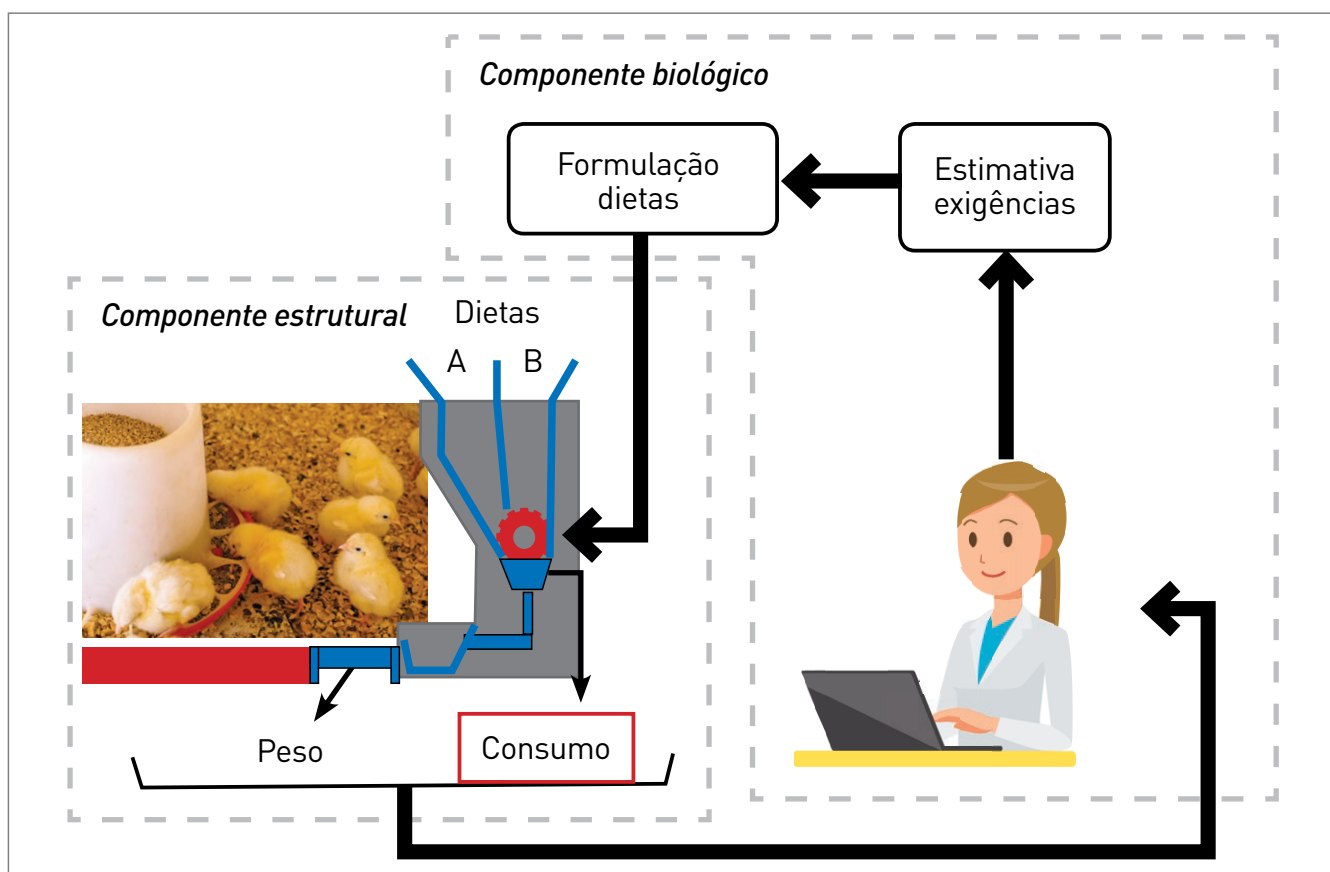 Componente biológico
Formulação
dietas
Estimativa
exigências
Componente estrutural
Dietas
A B
Peso
Consumo